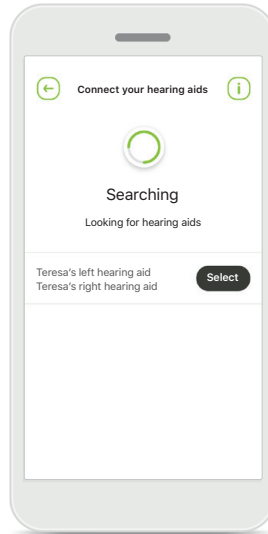 Connect your hearing aids
Searching
Looking for hearing aids
Teresa's left hearing aid
Teresa's right hearing aid
Select